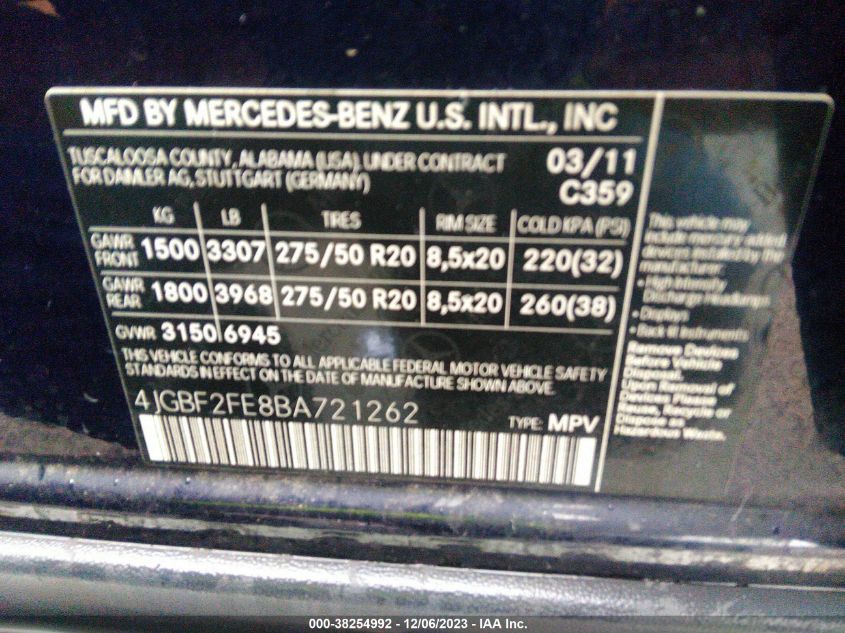 MFD BY MERCEDES-BENZ U.S. INTL., INC
TUSCALOOSA COUNTY, ALABAMA (USA), UNDER CONTRACT
FOR DAIMLER AG, STUTTGART (GERMANY)
03/11
C359
KG LB TIRES RIM SIZE COLD KPA (PSI)
GAWR FRONT 1500 3307 275/50 R20 8,5x20 220(32)
GAWR REAR 1800 3968 275/50 R20 8,5x20 260(38)
GVWR 3150 6945
THIS VEHICLE CONFORMS TO ALL APPLICABLE FEDERAL MOTOR VEHICLE SAFETY
STANDARDS IN EFFECT ON THE DATE OF MANUFACTURE SHOWN ABOVE.
4JGBF2FE8BA721262
TYPE: MPV
This vehicle may
include mercury added
devices installed by the
manufacturer:
• High Intensity
Discharge Headlamps
• Displays
• Back lit Instruments
Remove Devices
Before Vehicle
Disposal.
Upon Removal of
Devices Please
Reuse, Recycle or
Dispose as
Hazardous Waste.
000-38254992 - 12/06/2023 - IAA Inc.